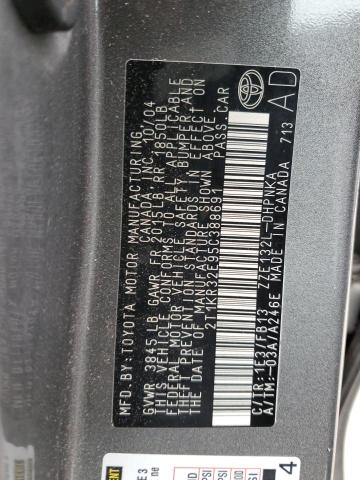 MFD. BY: TOYOTA MOTOR MANUFACTURING
CANADA, INC. 10/04
GVWR 3845 LB GAWR FR 2015LB RR 1850LB
THIS VEHICLE CONFORMS TO ALL APPLICABLE
FEDERAL MOTOR VEHICLE SAFETY, BUMPER, AND
THEFT PREVENTION STANDARDS IN EFFECT ON
THE DATE OF MANUFACTURE SHOWN ABOVE.
2T1KR32E95C388691 PASS. CAR
C/TR: 1E3/FB13 ZZE132L-DHPNKA
A/TM: -03A/A246E MADE IN CANADA 713
AD
4